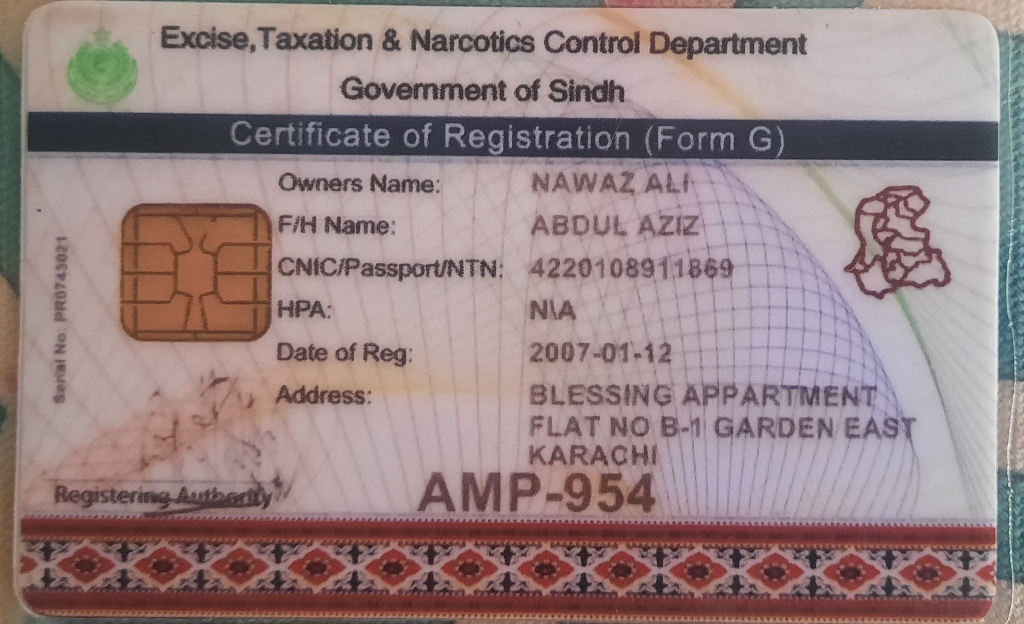 Excise,Taxation & Narcotics Control Department
Government of Sindh
Certificate of Registration (Form G)
Owners Name: NAWAZ ALI
F/H Name: ABDUL AZIZ
CNIC/Passport/NTN: 4220108911869
HPA: N\A
Date of Reg: 2007-01-12
Address: BLESSING APPARTMENT
FLAT NO B-1 GARDEN EAST
KARACHI
Serial No: PR0743021
Registering Authority
AMP-954